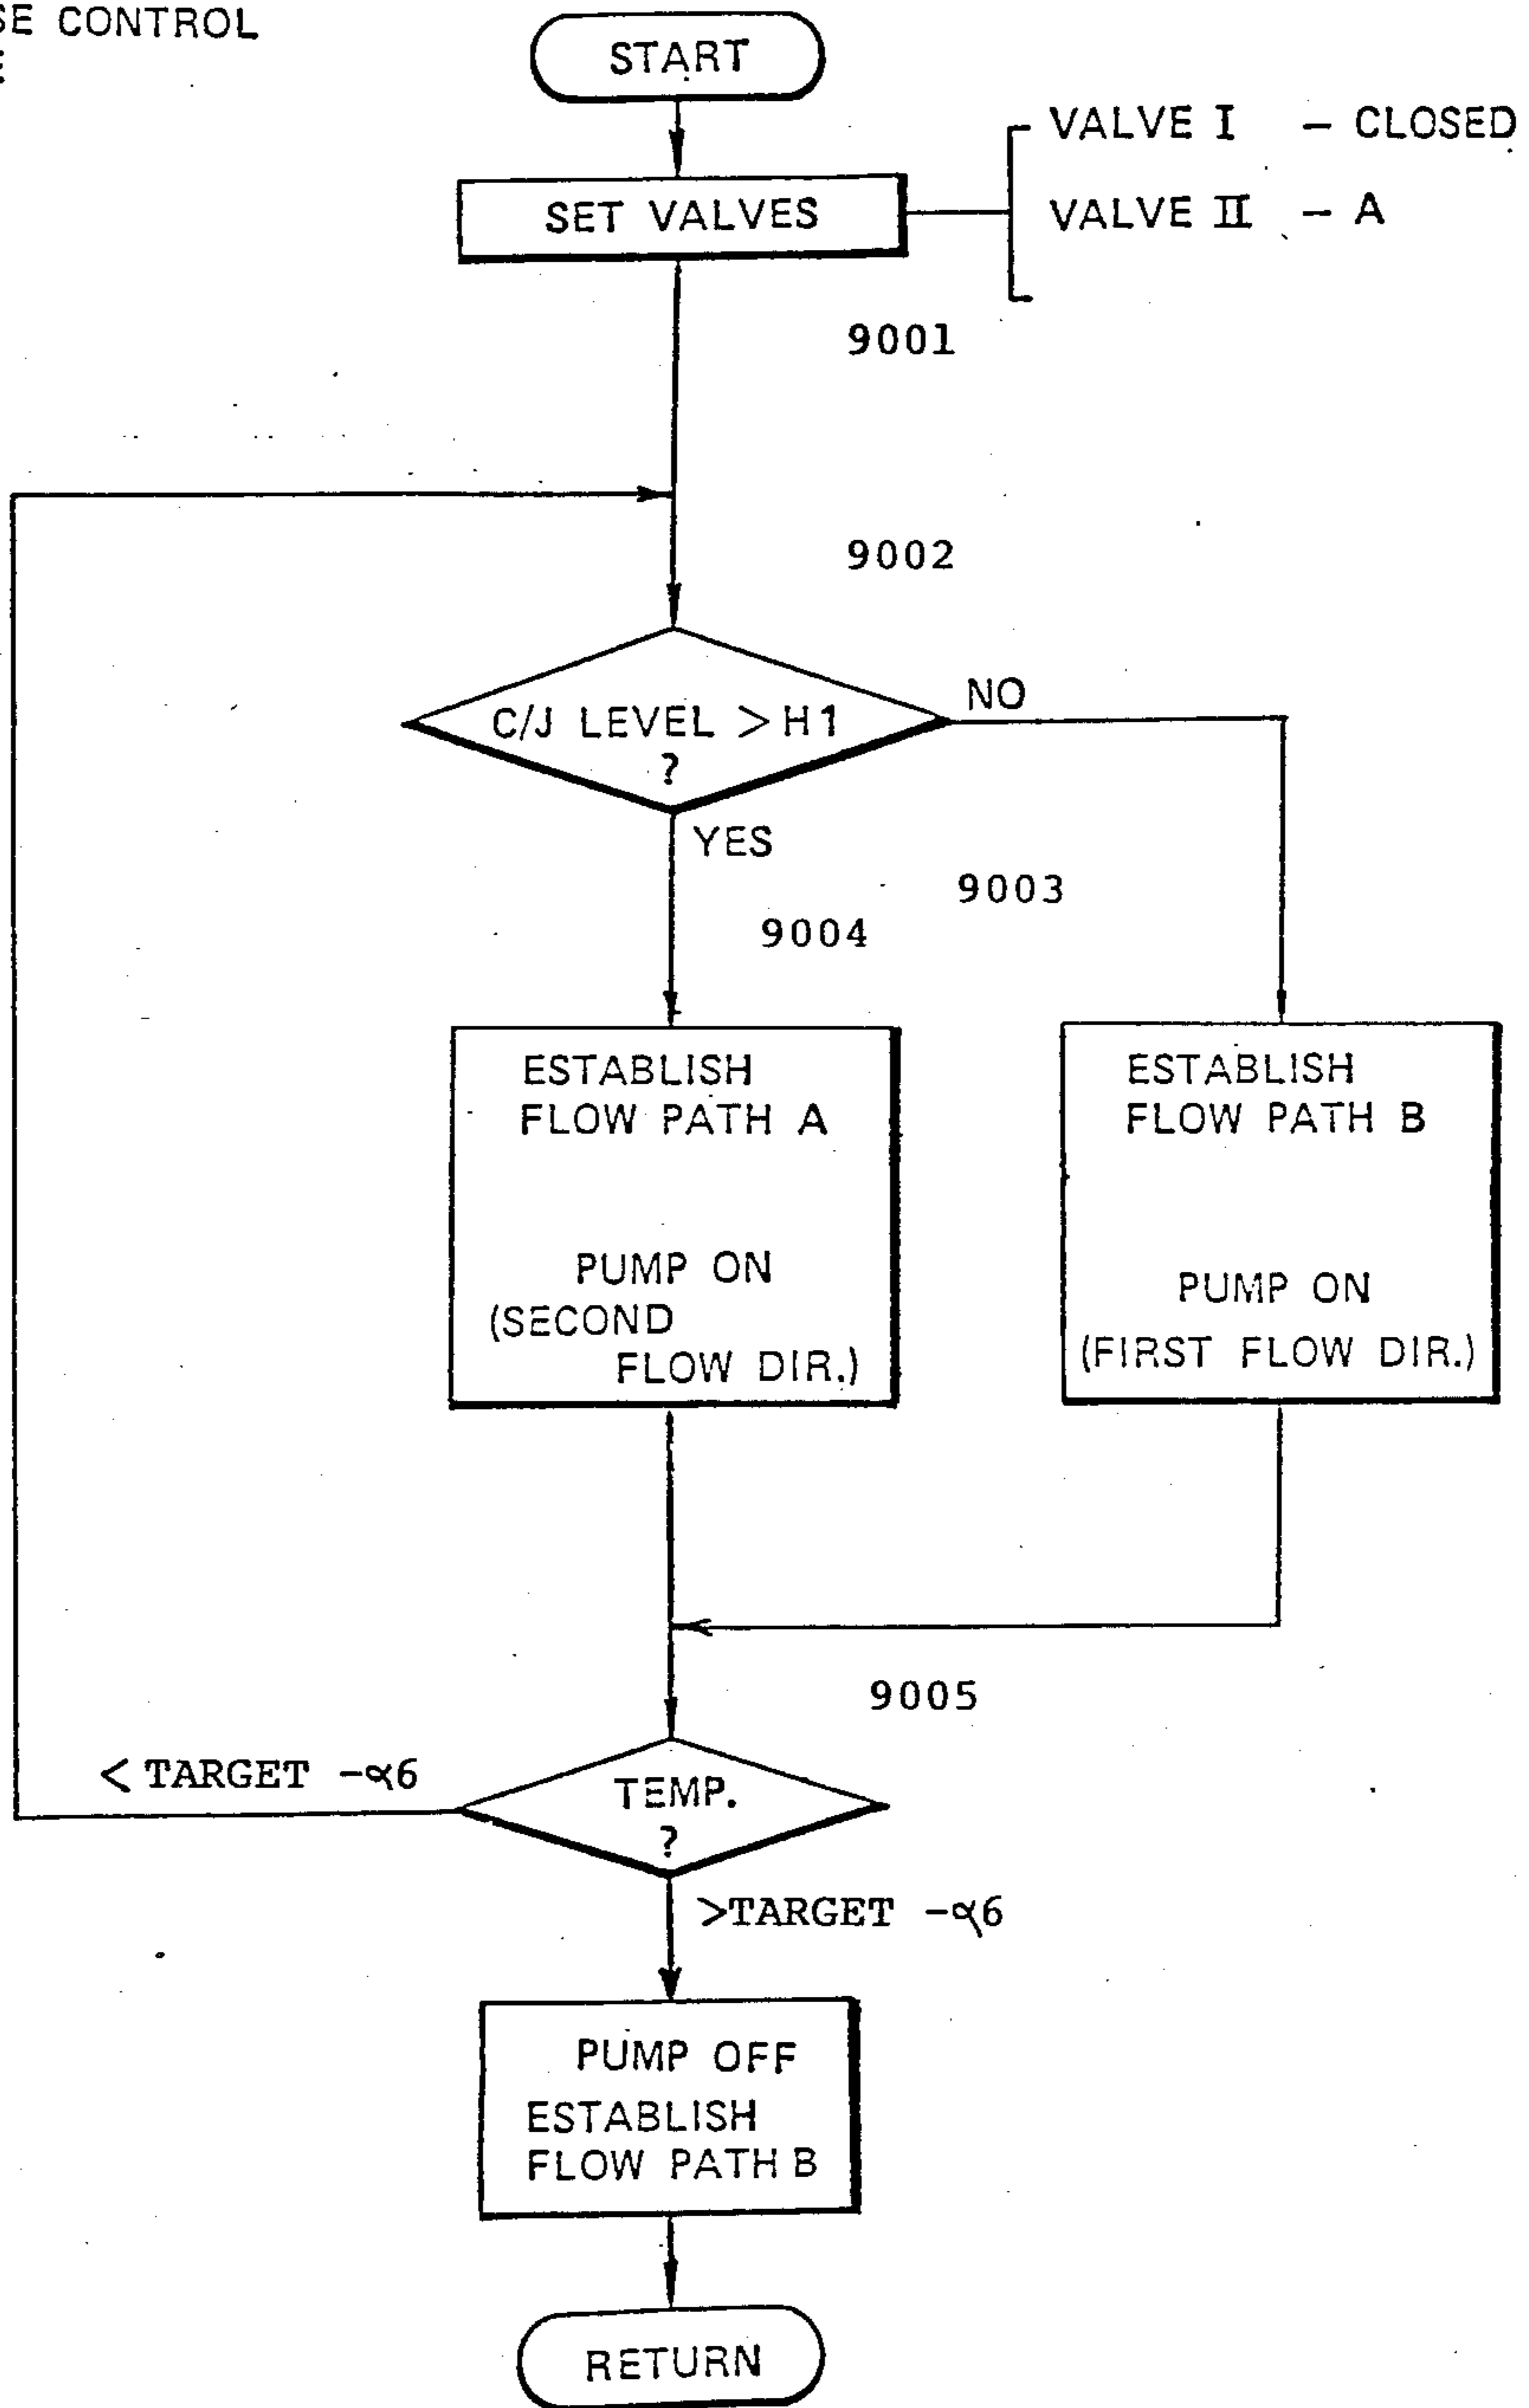 SE CONTROL
E
START
VALVE I – CLOSED
SET VALVES
VALVE II – A
9001
9002
C/J LEVEL > H1
?
NO
YES
9003
9004
ESTABLISH
FLOW PATH A
PUMP ON
(SECOND
FLOW DIR.)
ESTABLISH
FLOW PATH B
PUMP ON
(FIRST FLOW DIR.)
9005
< TARGET -α6
TEMP.
?
>TARGET -α6
PUMP OFF
ESTABLISH
FLOW PATH B
RETURN